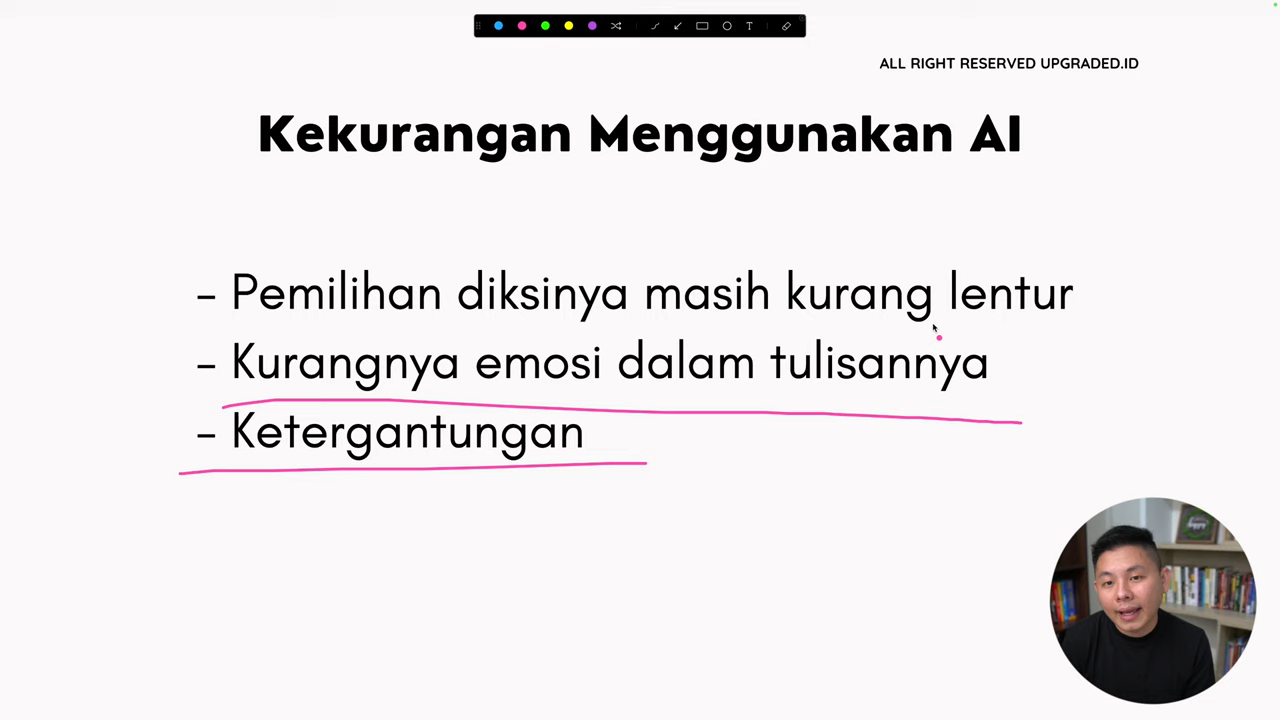 T
ALL RIGHT RESERVED UPGRADED.ID
Kekurangan Menggunakan AI
- Pemilihan diksinya masih kurang lentur
- Kurangnya emosi dalam tulisannya
- Ketergantungan